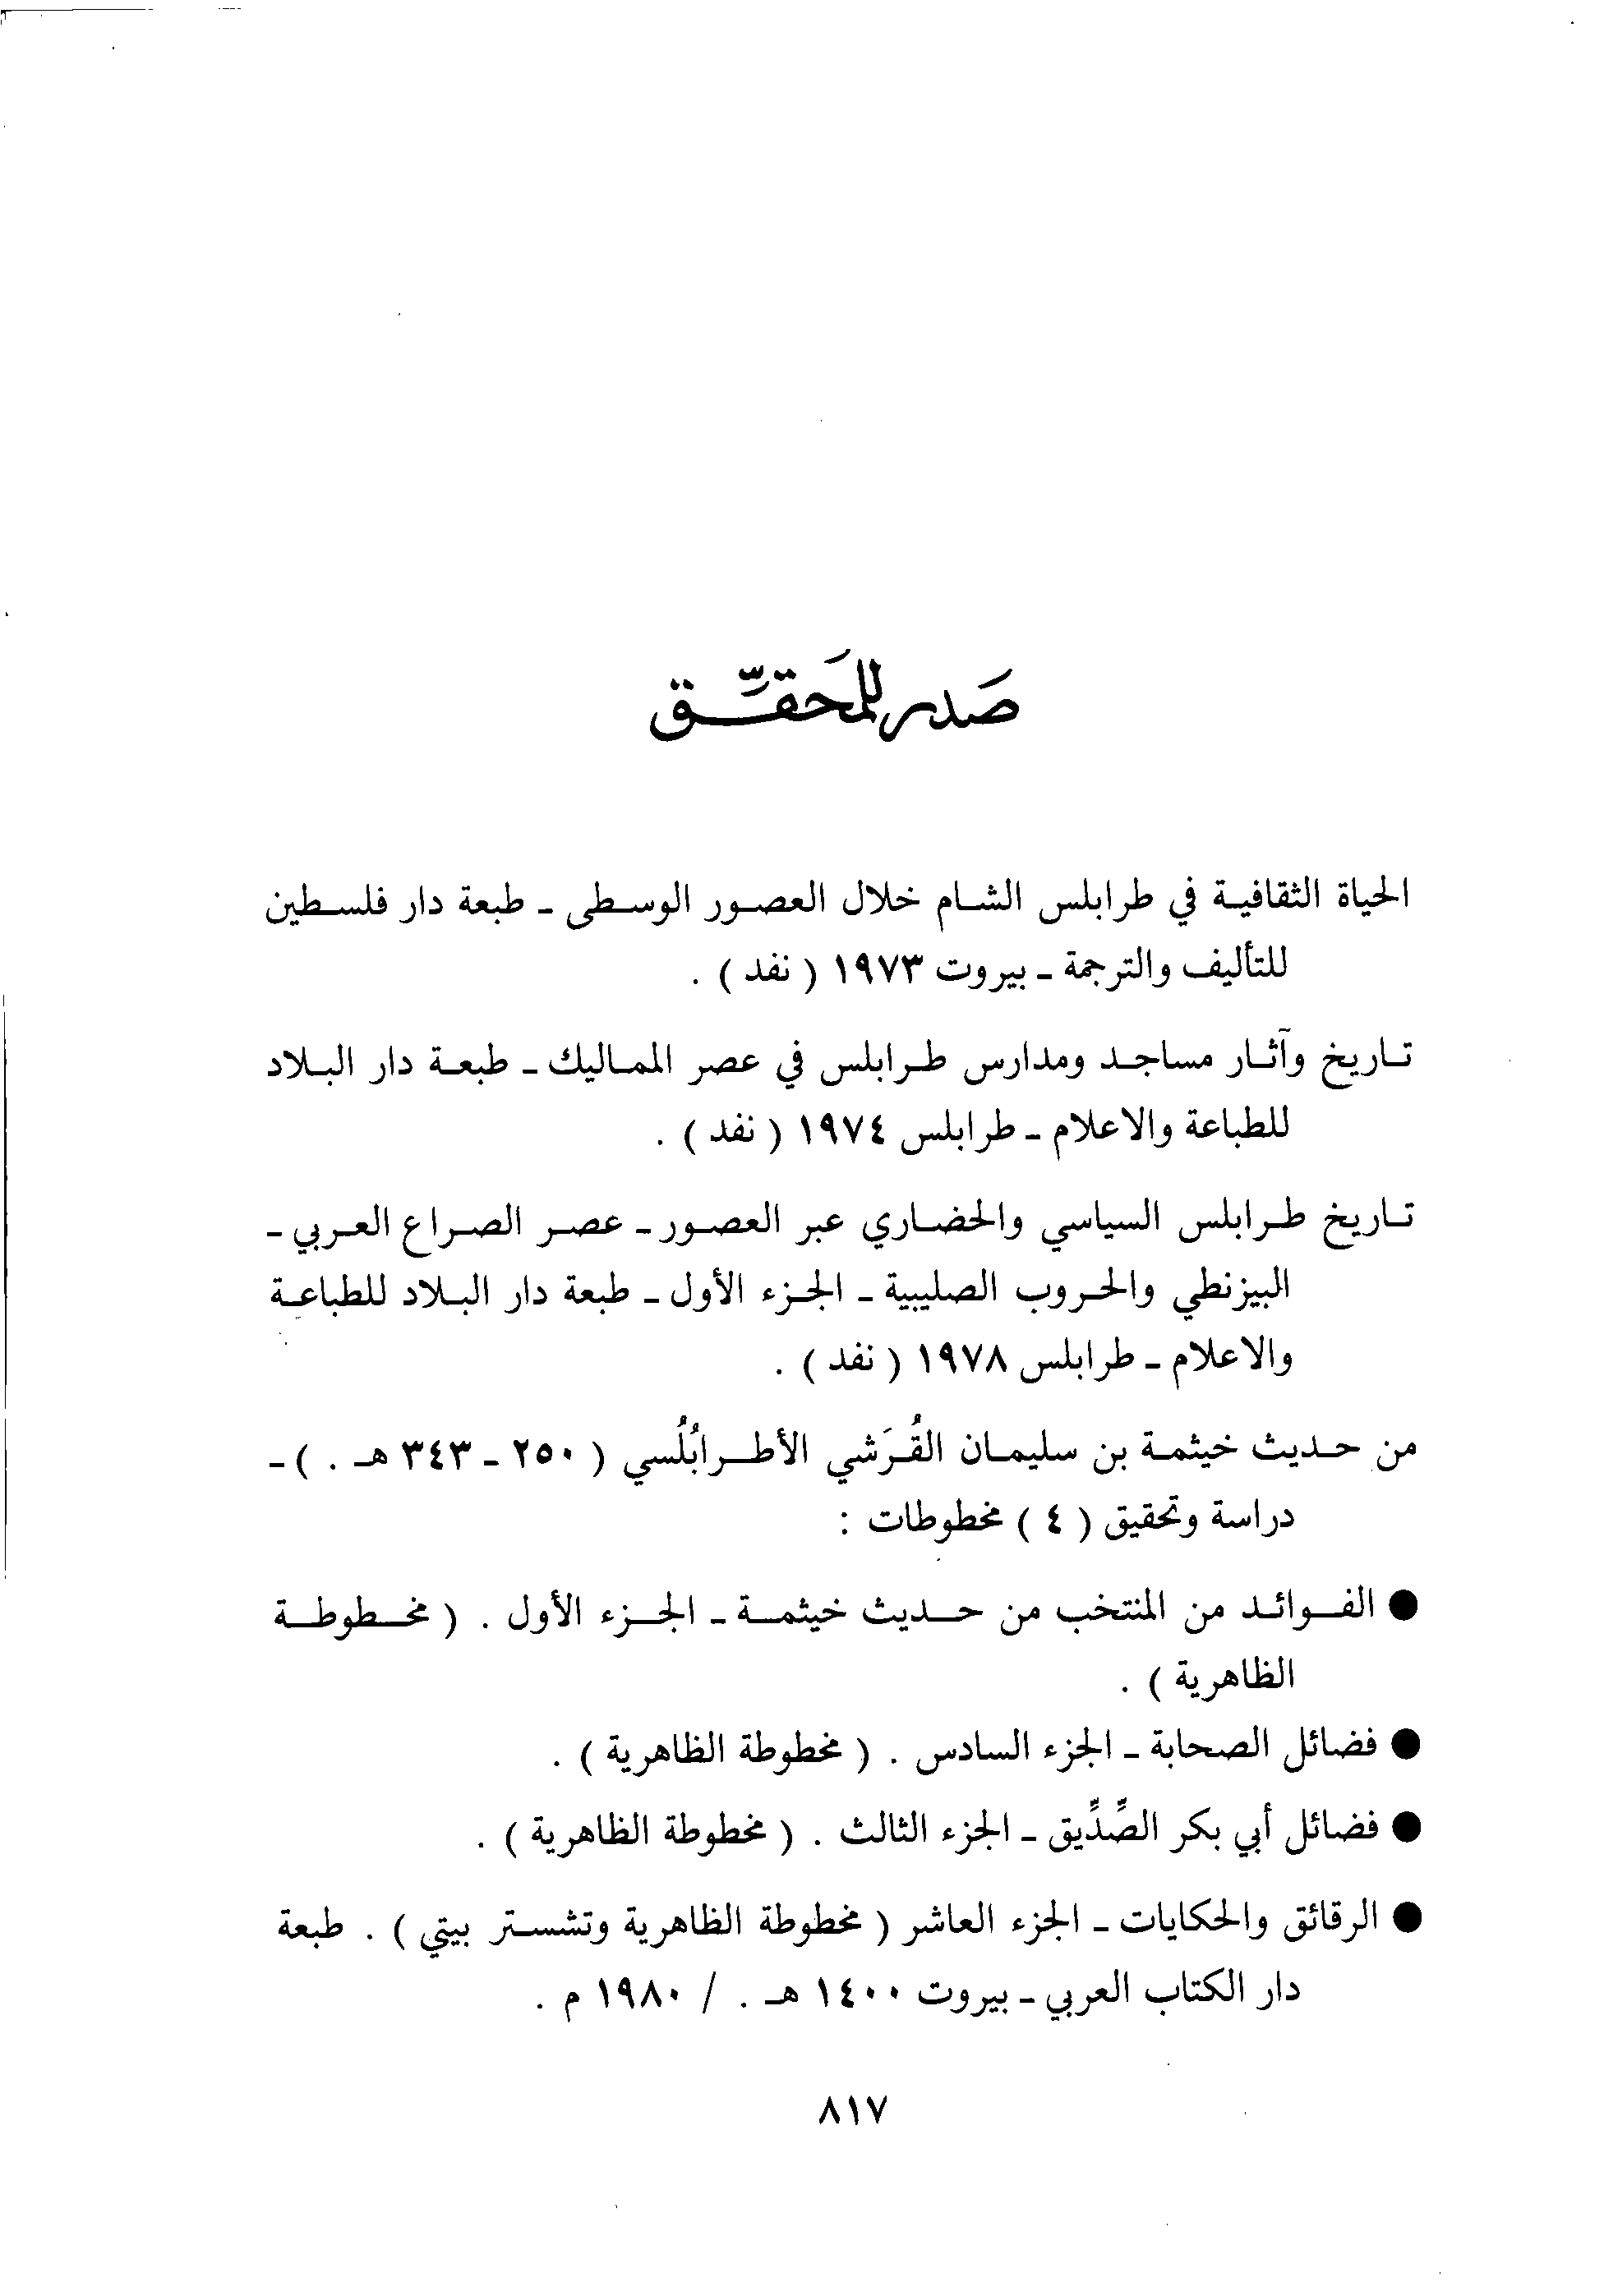 صَدر للمَحقِّق
الحياة الثقافية في طرابلس الشام خلال العصور الوسطى - طبعة دار فلسطين
للتأليف والترجمة - بيروت ١٩٧٣ ( نفد ) .
تاريخ وآثار مساجد ومدارس طرابلس في عصر المماليك - طبعة دار البلاد
للطباعة والاعلام - طرابلس ١٩٧٤ ( نفد ) .
تاريخ طرابلس السياسي والحضاري عبر العصور - عصر الصراع العربي -
البيزنطي والحروب الصليبية - الجزء الأول - طبعة دار البلاد للطباعة
والاعلام - طرابلس ١٩٧٨ ( نفد ) .
من حديث خيثمة بن سليمان القُرَشي الأطرابُلُسي ( ٢٥٠ - ٣٤٣ هـ . ) -
دراسة وتحقيق ( ٤ ) مخطوطات :
● الفوائد من المنتخب من حديث خيثمة - الجزء الأول . ( مخطوطة
الظاهرية ) .
● فضائل الصحابة - الجزء السادس . ( مخطوطة الظاهرية ) .
● فضائل أبي بكر الصِّدِّيق - الجزء الثالث . ( مخطوطة الظاهرية ) .
● الرقائق والحكايات - الجزء العاشر ( مخطوطة الظاهرية وتشستر بيتي ) . طبعة
دار الكتاب العربي - بيروت ١٤٠٠ هـ . / ١٩٨٠ م .
٨١٧